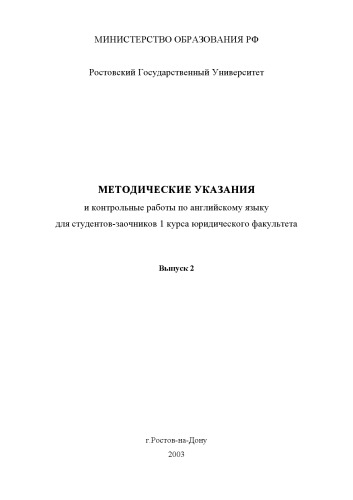 МИНИСТЕРСТВО ОБРАЗОВАНИЯ РФ
Ростовский Государственный Университет
МЕТОДИЧЕСКИЕ УКАЗАНИЯ
и контрольные работы по английскому языку
для студентов-заочников 1 курса юридического факультета
Выпуск 2
г.Ростов-на-Дону
2003